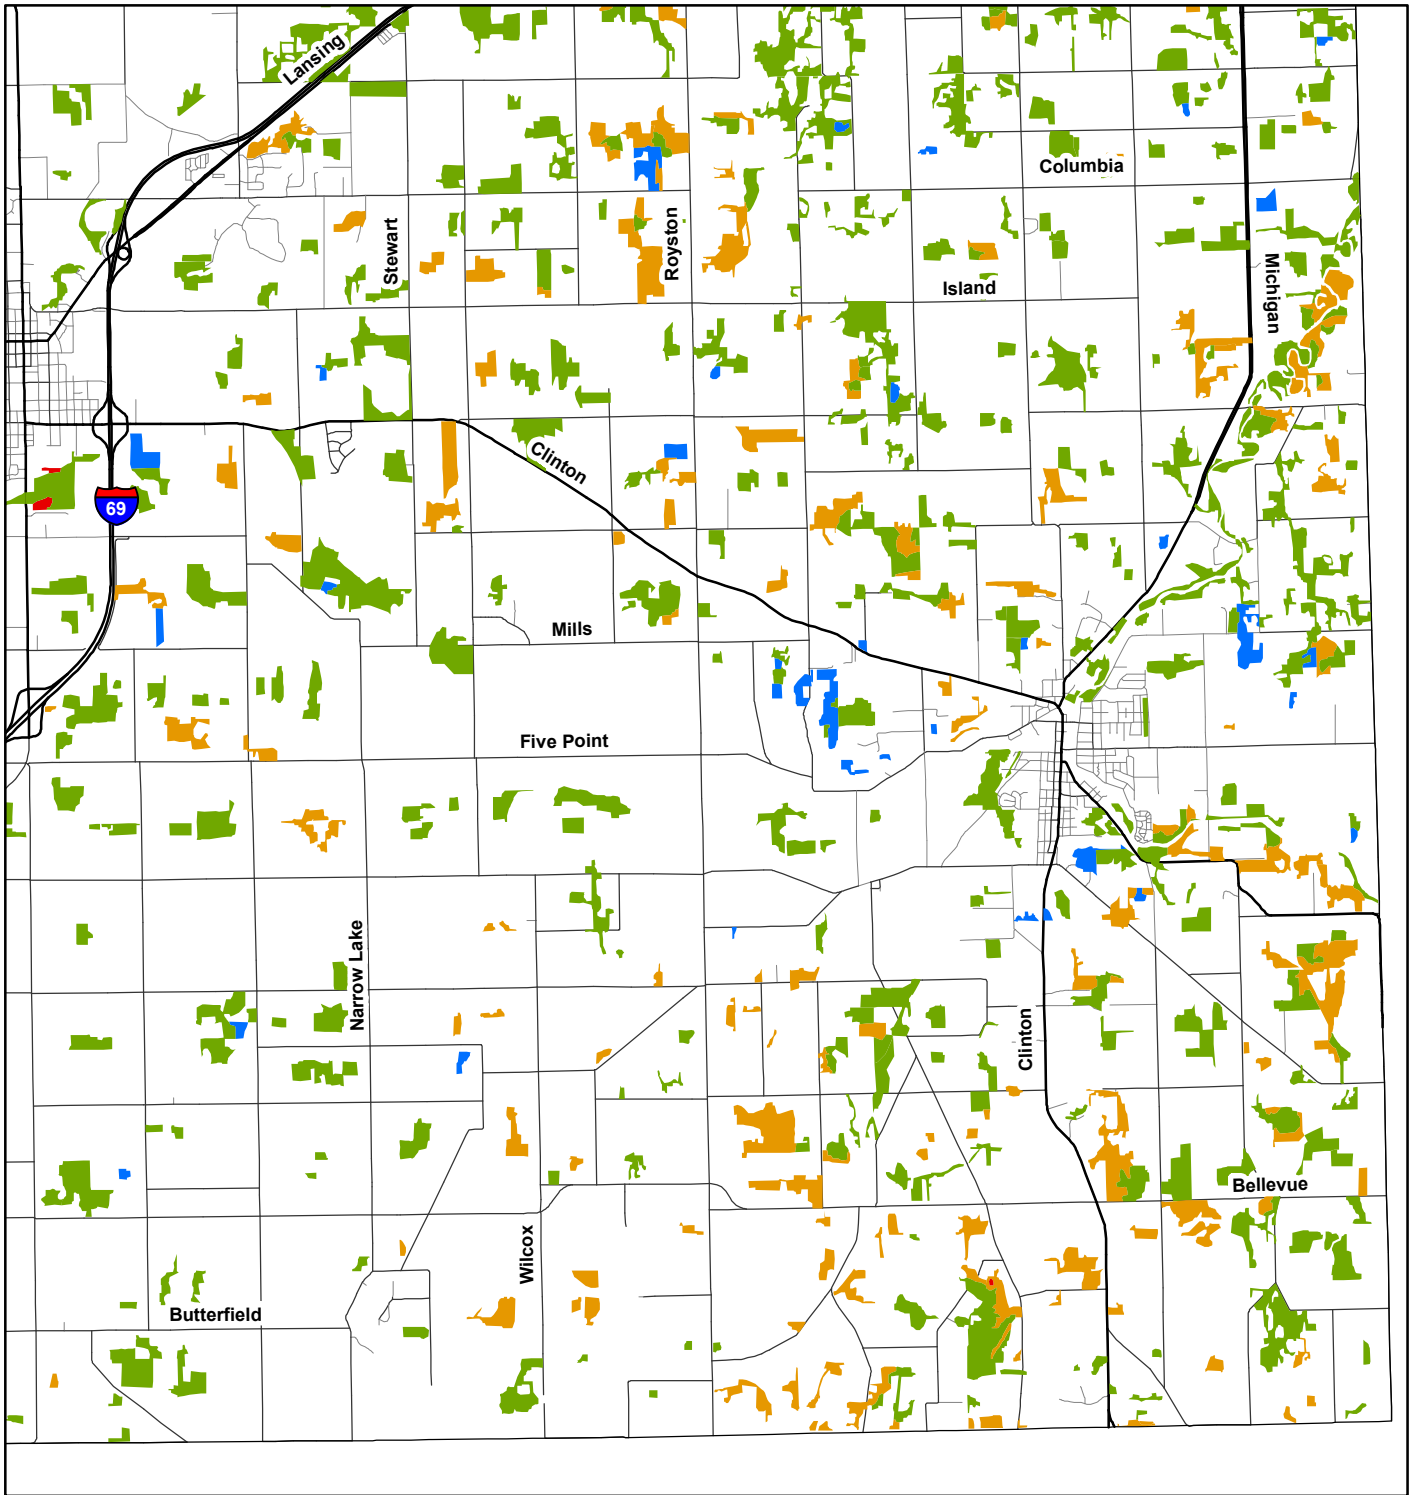 Lansing
Columbia
Stewart
Royston
Michigan
Island
Clinton
69
Mills
Five Point
Narrow Lake
Clinton
Bellevue
Wilcox
Butterfield